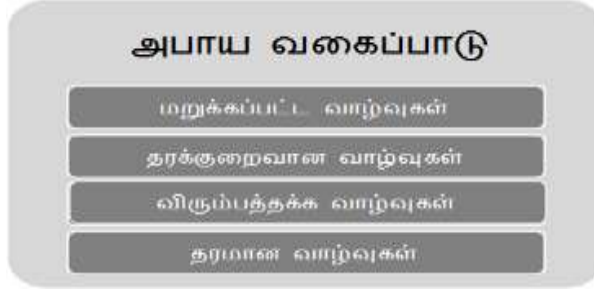 அபாய வகைப்பாடு
மறுக்கப்பட்ட வாழ்வுகள்
தரக்குறைவான வாழ்வுகள்
விரும்பத்தக்க வாழ்வுகள்
தரமான வாழ்வுகள்